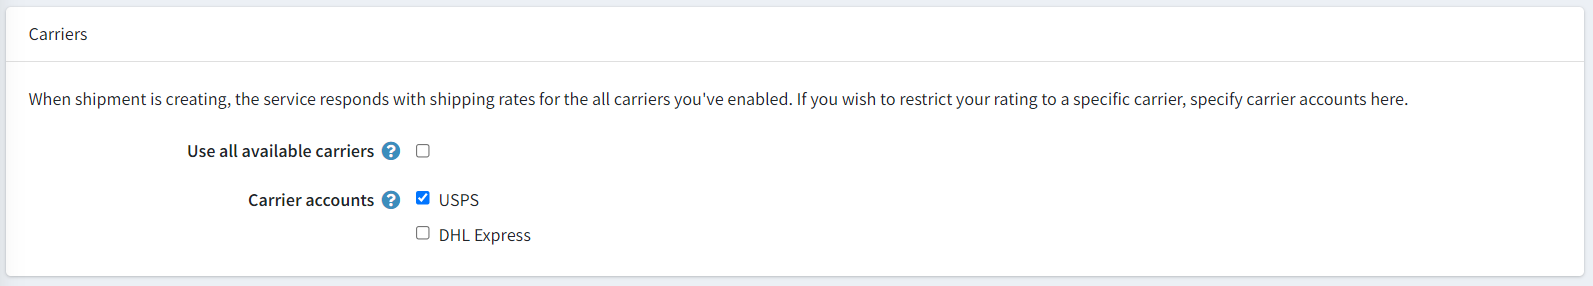 Carriers
When shipment is creating, the service responds with shipping rates for the all carriers you've enabled. If you wish to restrict your rating to a specific carrier, specify carrier accounts here.
Use all available carriers ?
Carrier accounts ? USPS
DHL Express